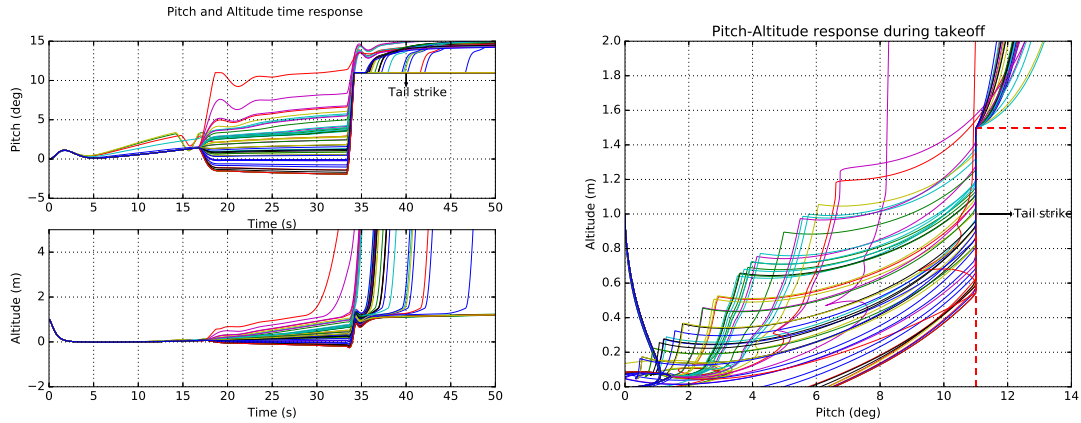 Pitch and Altitude time response
15
10
5
0
−5
Pitch (deg)
Tail strike
0 5 10 15 20 25 30 35 40 45 50
Time (s)
4
2
0
−2
Altitude (m)
0 5 10 15 20 25 30 35 40 45 50
Time (s)
Pitch-Altitude response during takeoff
2.0
1.8
1.6
1.4
1.2
1.0
0.8
0.6
0.4
0.2
0.0
Altitude (m)
Tail strike
0 2 4 6 8 10 12 14
Pitch (deg)